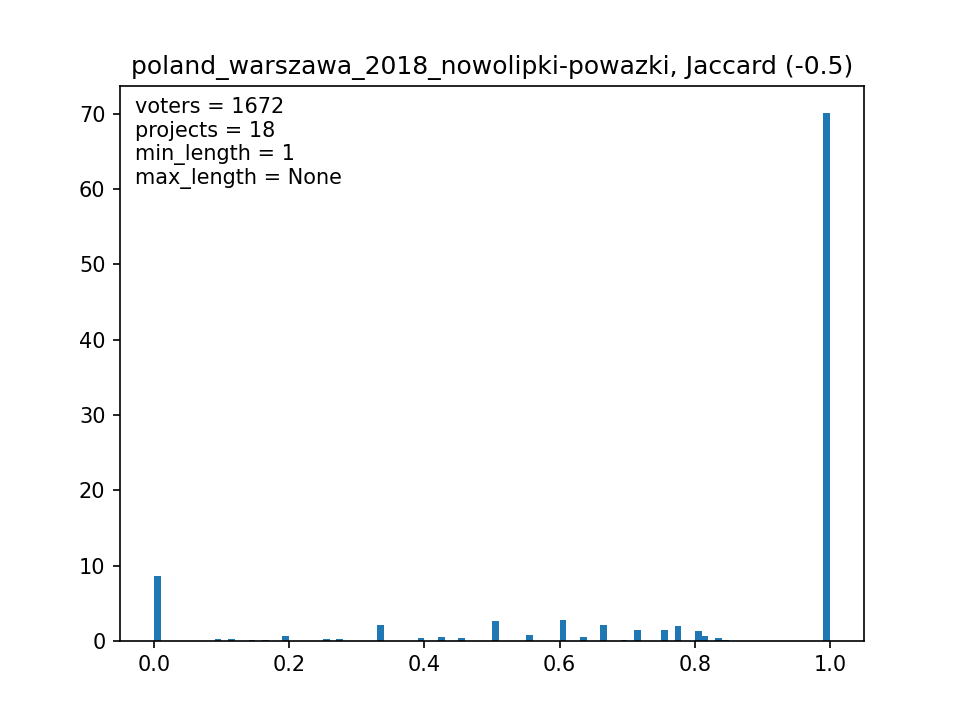 poland_warszawa_2018_nowolipki-powazki, Jaccard (-0.5)
voters = 1672
projects = 18
min_length = 1
max_length = None
70
60
50
40
30
20
10
0
0.0 0.2 0.4 0.6 0.8 1.0